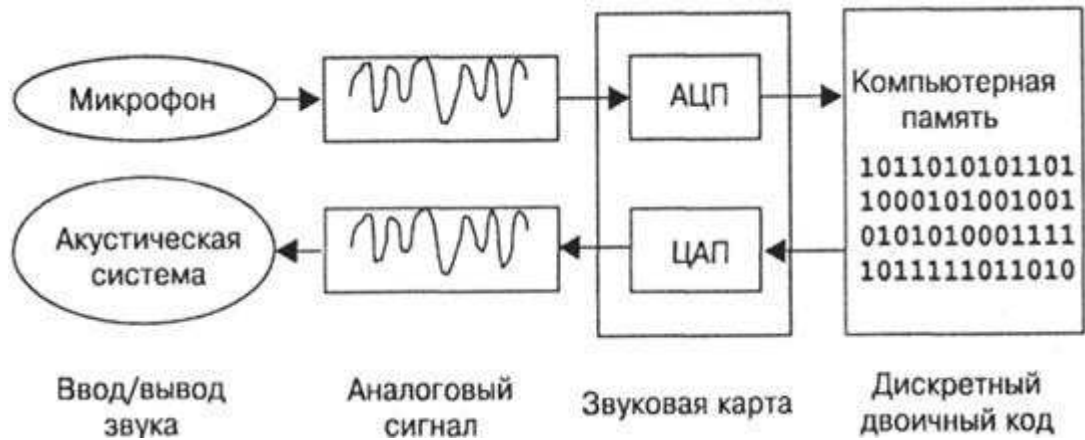 Микрофон
АЦП
Компьютерная
память
1011010101101
1000101001001
0101010001111
1011111011010
Акустическая
система
ЦАП
Ввод/вывод
звука
Аналоговый
сигнал
Звуковая карта
Дискретный
двоичный код